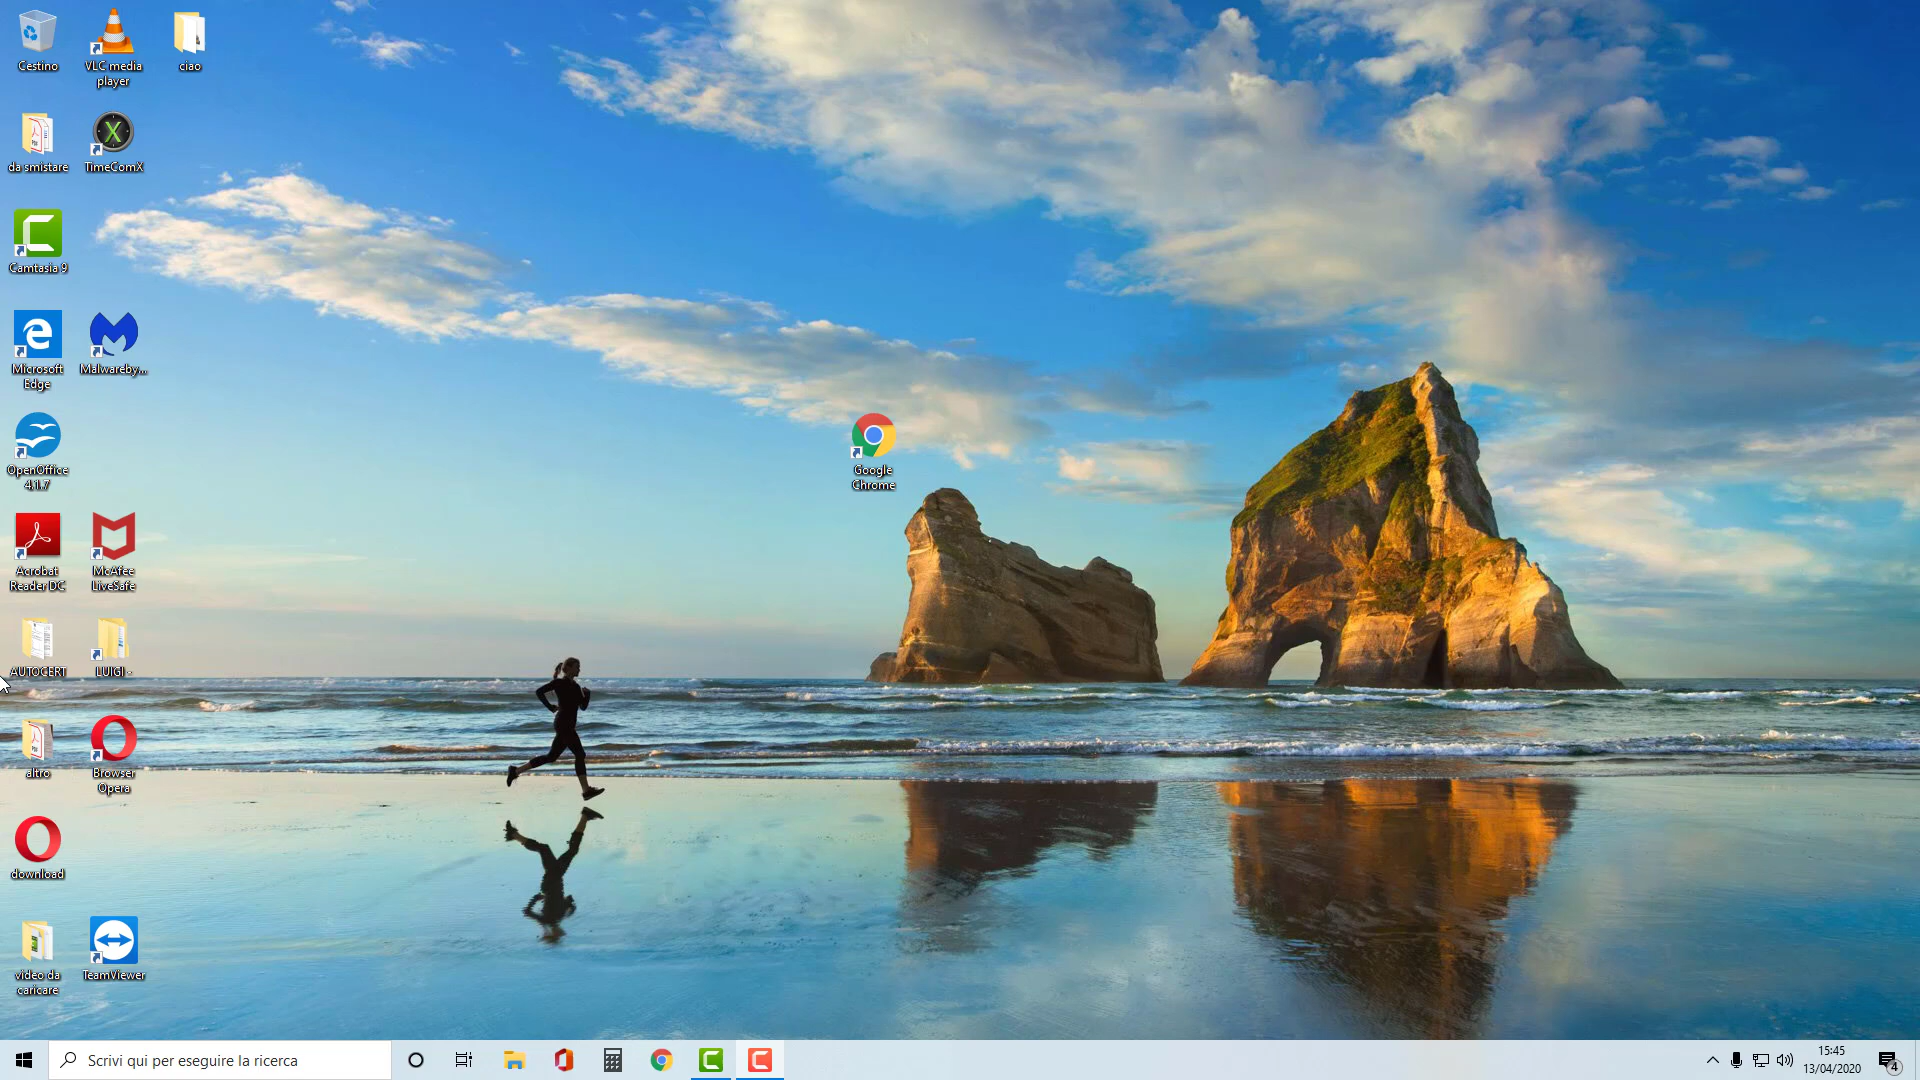 Cestino
VLC media
player
ciao
da smistare
TimeComX
Camtasia 9
Microsoft
Edge
Malwareby...
OpenOffice
4.1.7
Google
Chrome
Acrobat
Reader DC
McAfee
LiveSafe
AUTOCERT
LUIGI -
altro
Browser
Opera
download
video da
caricare
TeamViewer
Scrivi qui per eseguire la ricerca
15:45
13/04/2020
4